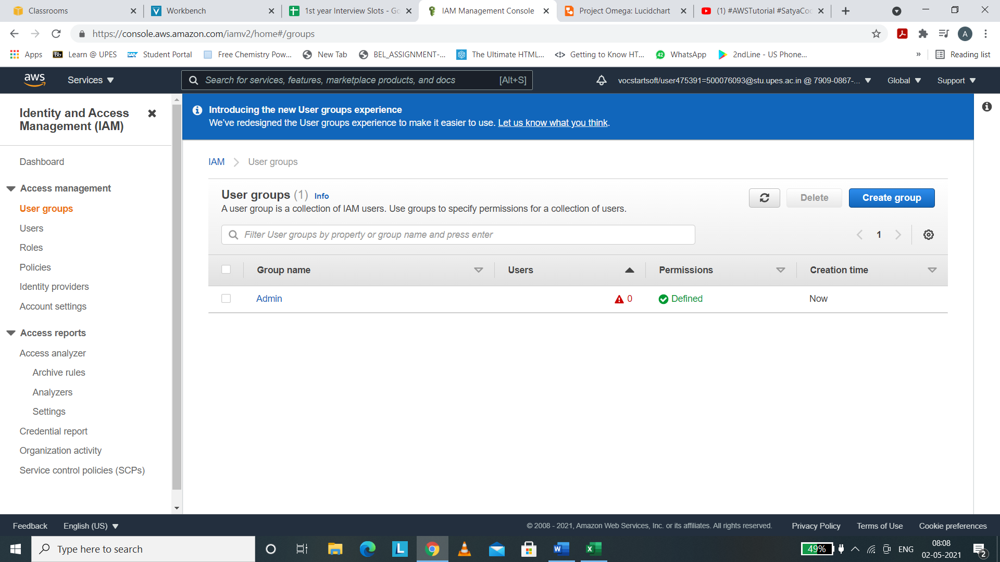 Classrooms
Workbench
1st year Interview Slots - Go
IAM Management Console
Project Omega: Lucidchart
(1) #AWSTutorial #SatyaCo
https://console.aws.amazon.com/iamv2/home#/groups
A
Apps
Bb
Learn @ UPES
SAP
Student Portal
Free Chemistry Pow...
New Tab
BEL_ASSIGNMENT-...
The Ultimate HTML...
Getting to Know HT...
42
WhatsApp
2ndLine - US Phone...
»
Reading list
aws
Services
Search for services, features, marketplace products, and docs
[Alt+S]
vocstartsoft/user475391=500076093@stu.upes.ac.in @ 7909-0867-...
Global
Support
Identity and Access
Management (IAM)
Introducing the new User groups experience
We've redesigned the User groups experience to make it easier to use. Let us know what you think.
Dashboard
Access management
User groups
Users
Roles
Policies
Identity providers
Account settings
Access reports
Access analyzer
Archive rules
Analyzers
Settings
Credential report
Organization activity
Service control policies (SCPs)
IAM
User groups
User groups (1) Info
A user group is a collection of IAM users. Use groups to specify permissions for a collection of users.
Delete
Create group
Filter User groups by property or group name and press enter
1
Group name
Users
Permissions
Creation time
Admin
0
Defined
Now
Feedback
English (US)
© 2008 - 2021, Amazon Web Services, Inc. or its affiliates. All rights reserved.
Privacy Policy
Terms of Use
Cookie preferences
Type here to search
L
W
X
49%
ENG
08:08
02-05-2021
2